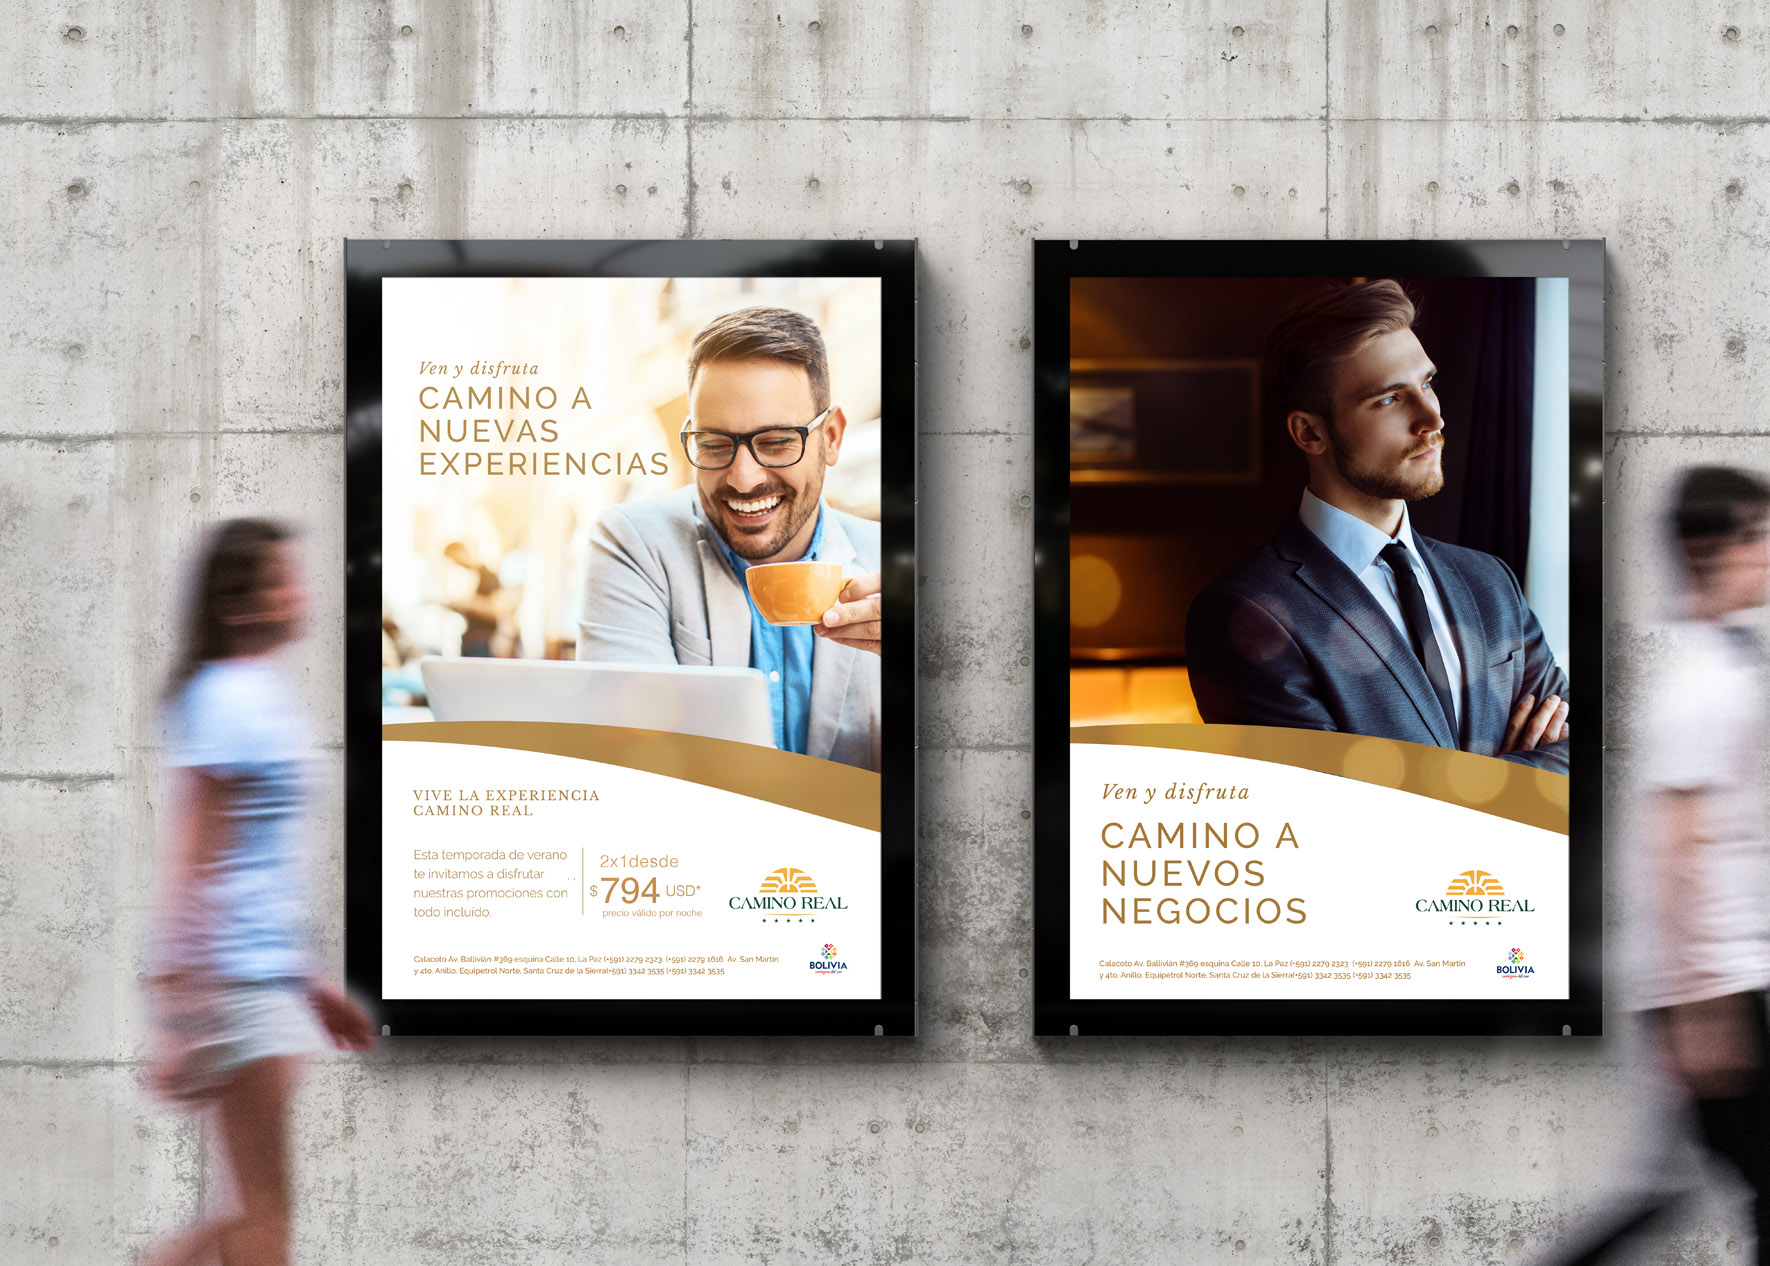 Ven y disfruta
CAMINO A
NUEVAS
EXPERIENCIAS
VIVE LA EXPERIENCIA
CAMINO REAL
Esta temporada de verano
te invitamos a disfrutar
nuestras promociones con
todo incluído.
2x1desde
$794 USD*
precio válido por noche
CAMINO REAL
Calacoto Av. Ballivián #369 esquina Calle 10, La Paz (+591) 2279 2323 (+591) 2279 1616 Av. San Martin
y 4to. Anillo. Equipetrol Norte, Santa Cruz de la Sierra(+591) 3342 3535 (+591) 3342 3535
BOLIVIA
Ven y disfruta
CAMINO A
NUEVOS
NEGOCIOS
CAMINO REAL
Calacoto Av. Ballivián #369 esquina Calle 10, La Paz (+591) 2279 2323 (+591) 2279 1616 Av. San Martin
y 4to. Anillo. Equipetrol Norte, Santa Cruz de la Sierra(+591) 3342 3535 (+591) 3342 3535
BOLIVIA